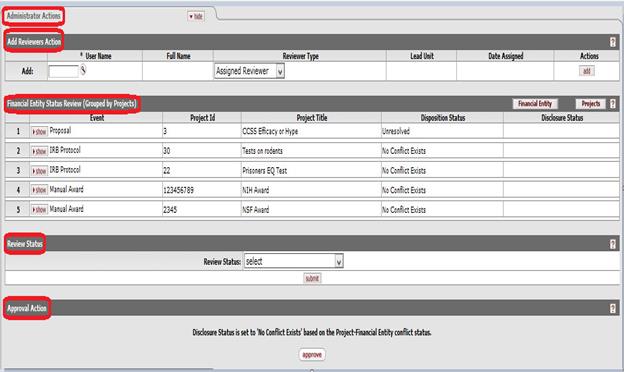 Administrator Actions hide
Add Reviewers Action ?
* User Name Full Name Reviewer Type Lead Unit Date Assigned Actions
Add: Assigned Reviewer add
Financial Entity Status Review (Grouped by Projects) Financial Entity Projects ?
Event Project Id Project Title Disposition Status Disclosure Status
1 show Proposal 3 CCSS Efficacy or Hype Unresolved
2 show IRB Protocol 30 Tests on rodents No Conflict Exists
3 show IRB Protocol 22 Prisoners EQ Test No Conflict Exists
4 show Manual Award 123456789 NIH Award No Conflict Exists
5 show Manual Award 2345 NSF Award No Conflict Exists
Review Status ?
Review Status: select
submit
Approval Action ?
Disclosure Status is set to 'No Conflict Exists' based on the Project-Financial Entity conflict status.
approve